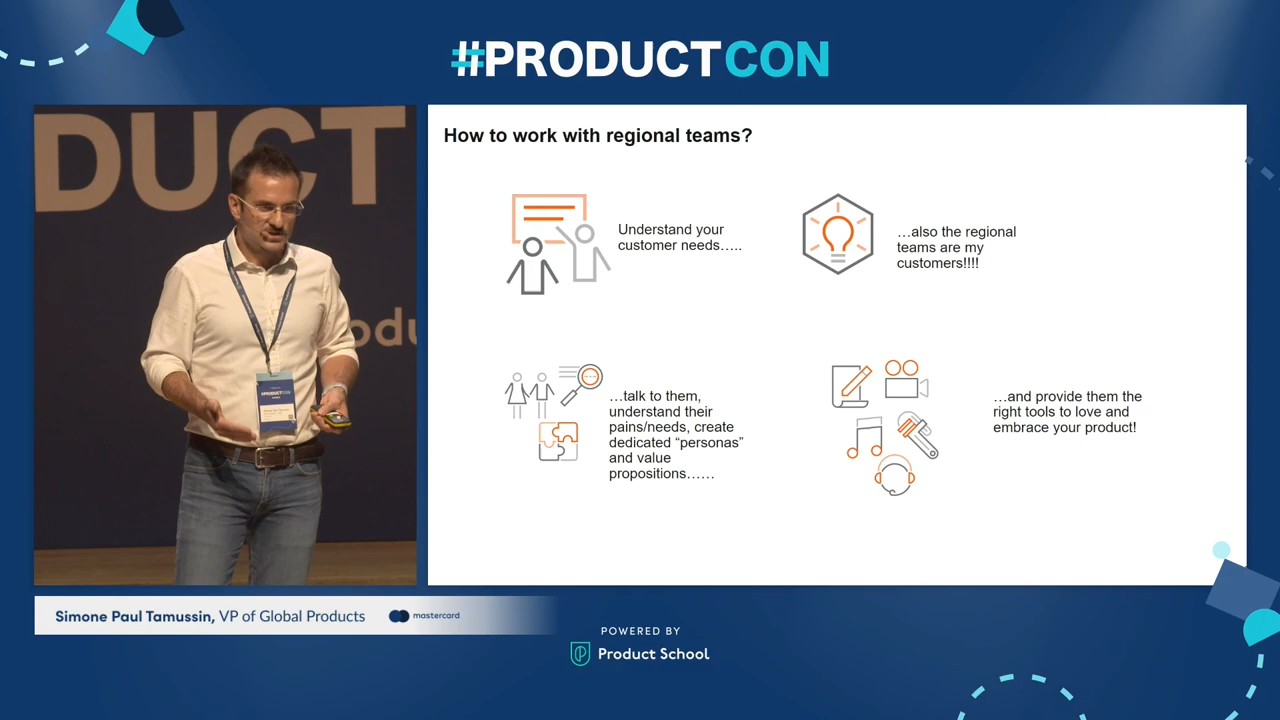 #PRODUCTCON
DUCT
How to work with regional teams?
Understand your
customer needs…..
…also the regional
teams are my
customers!!!!
…talk to them,
understand their
pains/needs, create
dedicated “personas”
and value
propositions……
…and provide them the
right tools to love and
embrace your product!
Simone Paul Tamussin, VP of Global Products
mastercard
POWERED BY
Product School